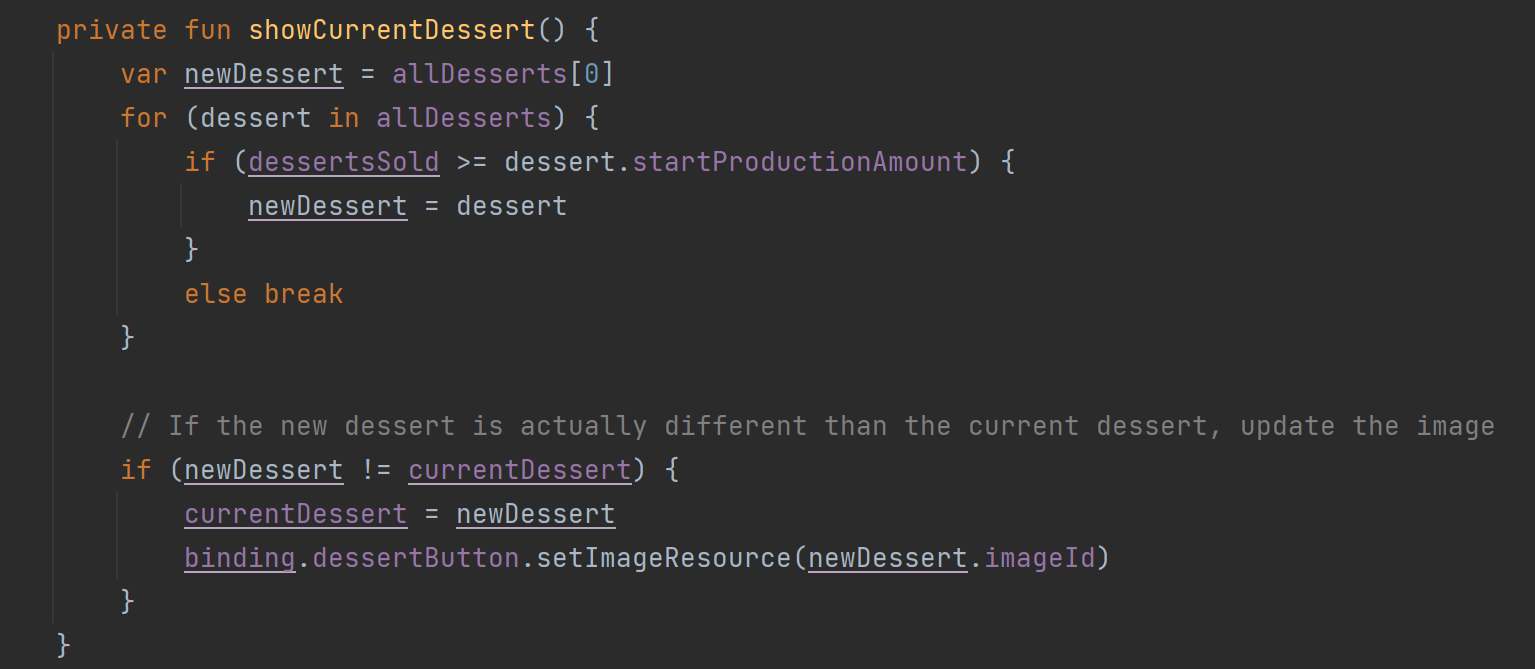 private fun showCurrentDessert() {
    var newDessert = allDesserts[0]
    for (dessert in allDesserts) {
        if (dessertsSold >= dessert.startProductionAmount) {
            newDessert = dessert
        }
        else break
    }

    // If the new dessert is actually different than the current dessert, update the image
    if (newDessert != currentDessert) {
        currentDessert = newDessert
        binding.dessertButton.setImageResource(newDessert.imageId)
    }
}